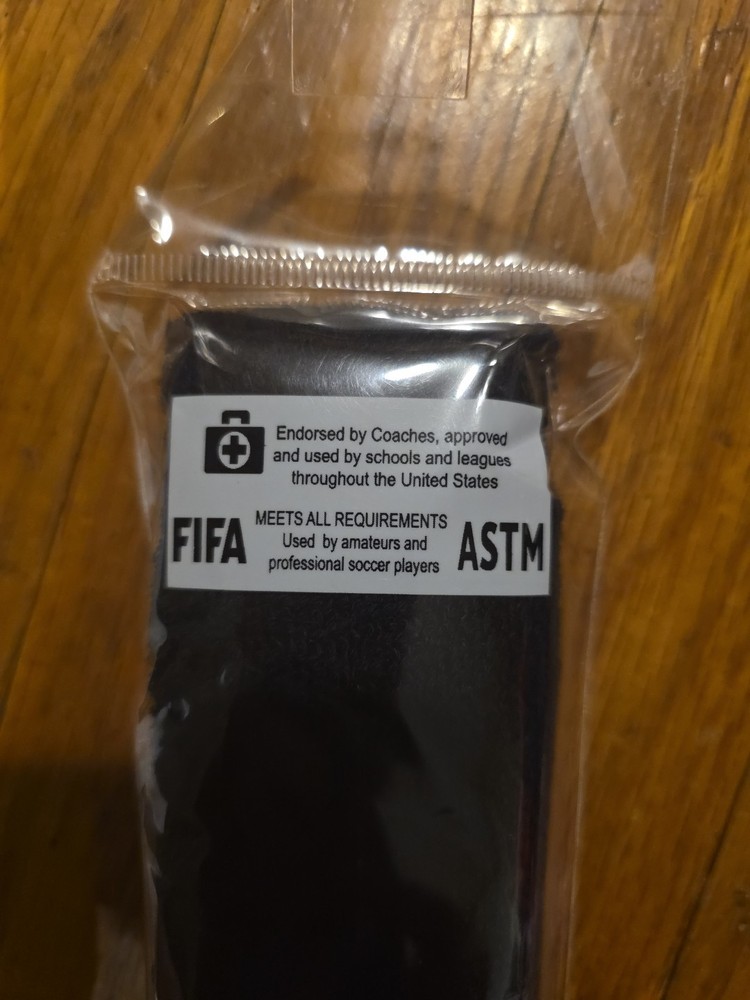 Endorsed by Coaches, approved
and used by schools and leagues
throughout the United States
FIFA
MEETS ALL REQUIREMENTS
Used by amateurs and
professional soccer players
ASTM